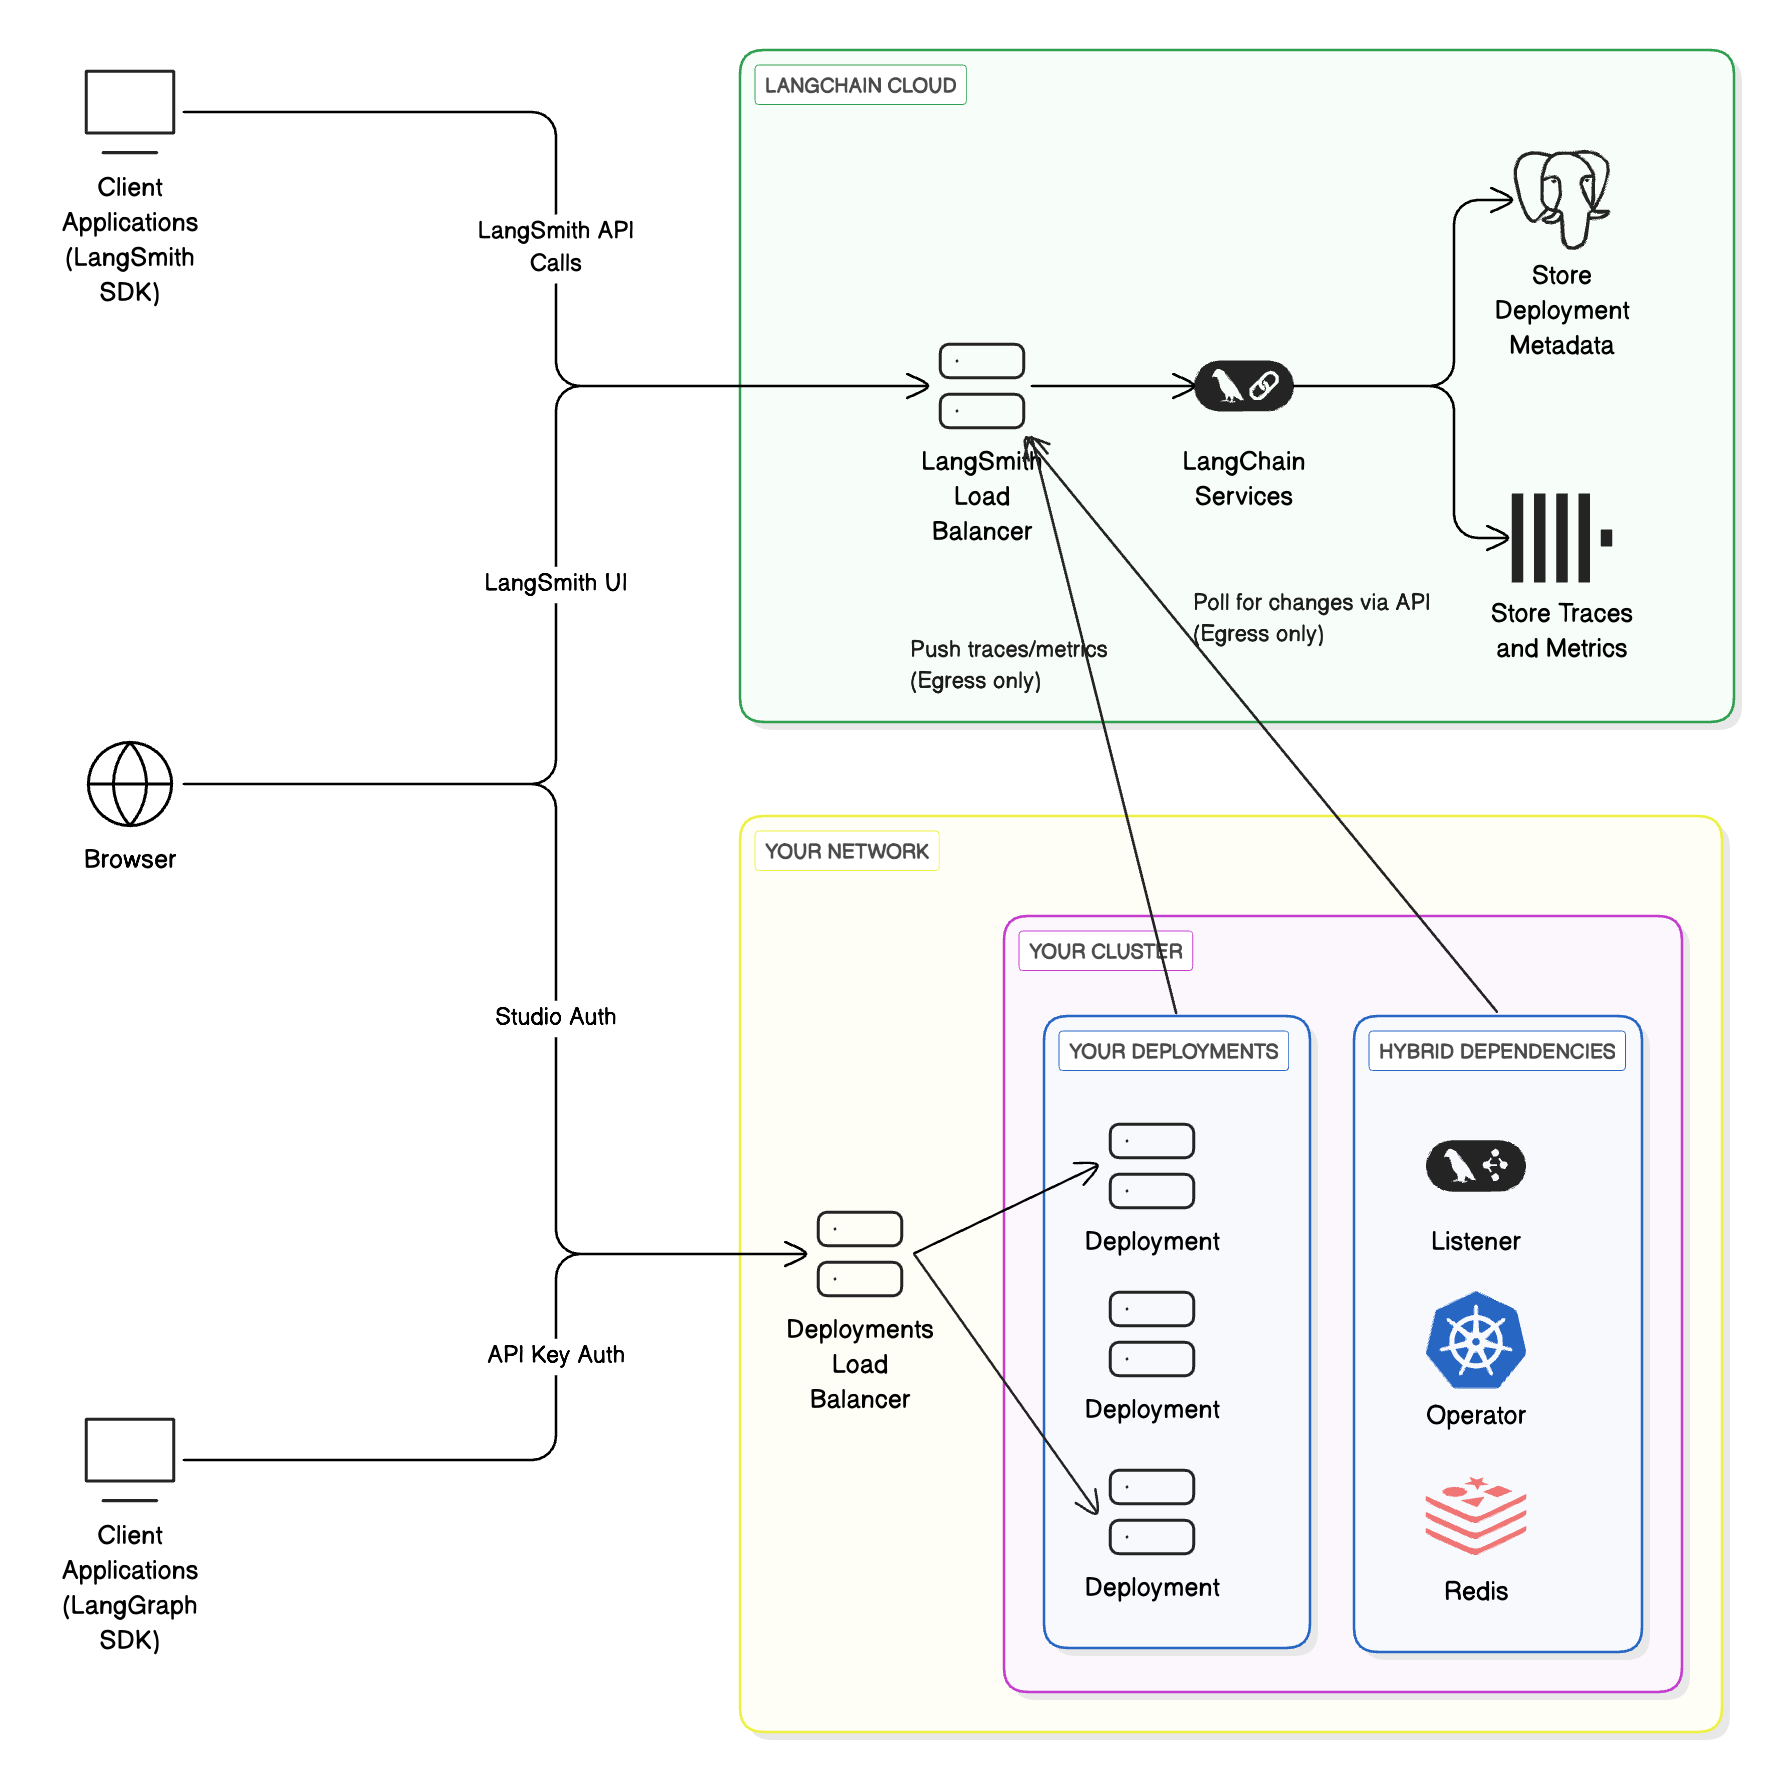 LANGCHAIN CLOUD
Client
Applications
(LangSmith
SDK)
LangSmith API
Calls
Store
Deployment
Metadata
LangSmith
Load
Balancer
LangChain
Services
LangSmith UI
Poll for changes via API
(Egress only)
Push traces/metrics
(Egress only)
Store Traces
and Metrics
Browser
YOUR NETWORK
YOUR CLUSTER
Studio Auth
YOUR DEPLOYMENTS
HYBRID DEPENDENCIES
Deployment
Listener
Deployments
Load
Balancer
API Key Auth
Deployment
Operator
Client
Applications
(LangGraph
SDK)
Deployment
Redis